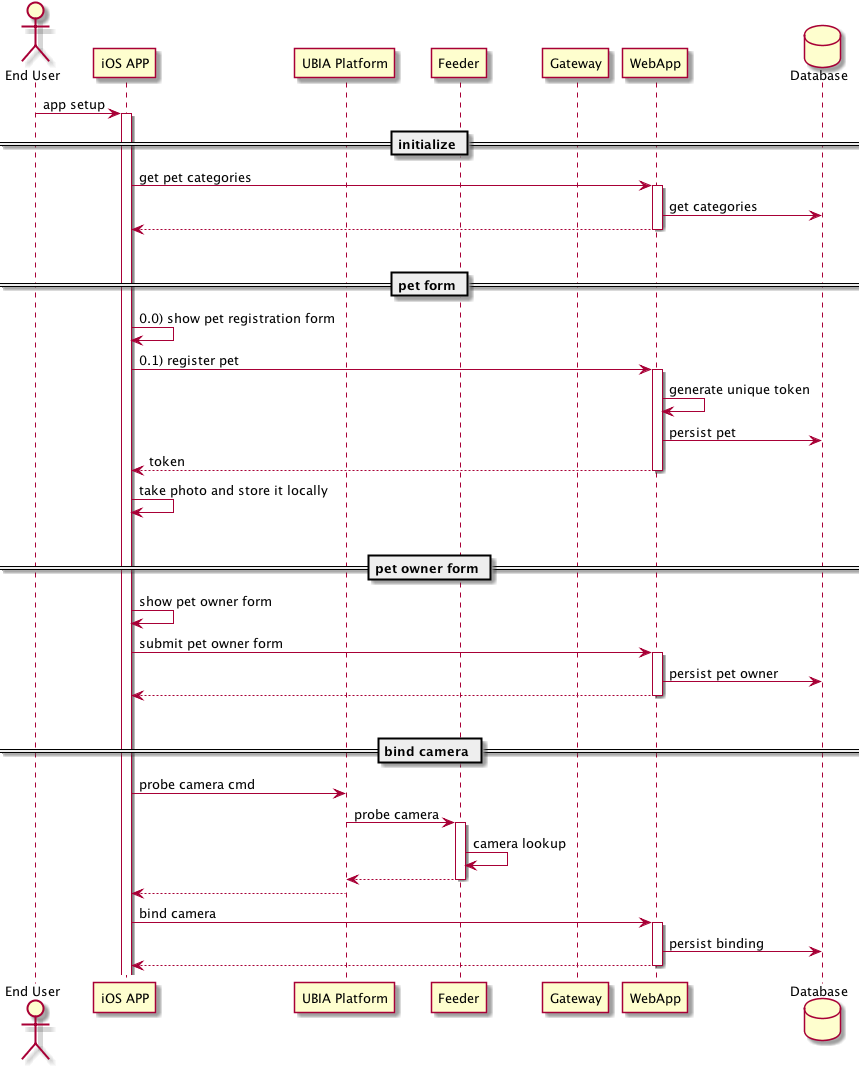 End User
iOS APP
UBIA Platform
Feeder
Gateway
WebApp
Database
app setup
initialize
get pet categories
get categories
pet form
0.0) show pet registration form
0.1) register pet
generate unique token
persist pet
token
take photo and store it locally
pet owner form
show pet owner form
submit pet owner form
persist pet owner
bind camera
probe camera cmd
probe camera
camera lookup
bind camera
persist binding
End User
iOS APP
UBIA Platform
Feeder
Gateway
WebApp
Database